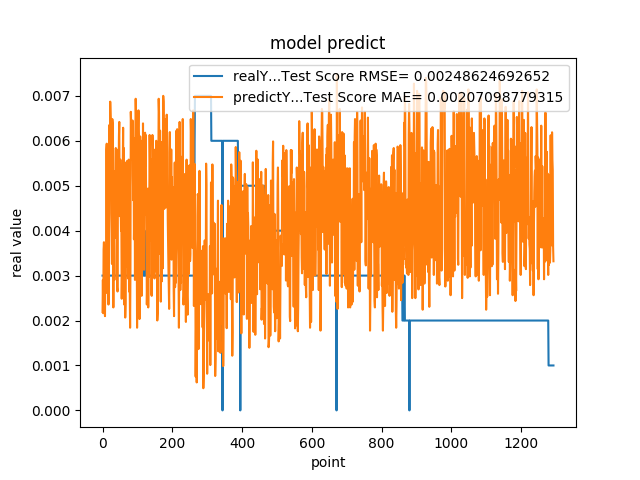 model predict
realY...Test Score RMSE= 0.00248624692652
predictY...Test Score MAE= 0.00207098779315
0.007
0.006
0.005
0.004
0.003
0.002
0.001
0.000
real value
0 200 400 600 800 1000 1200
point